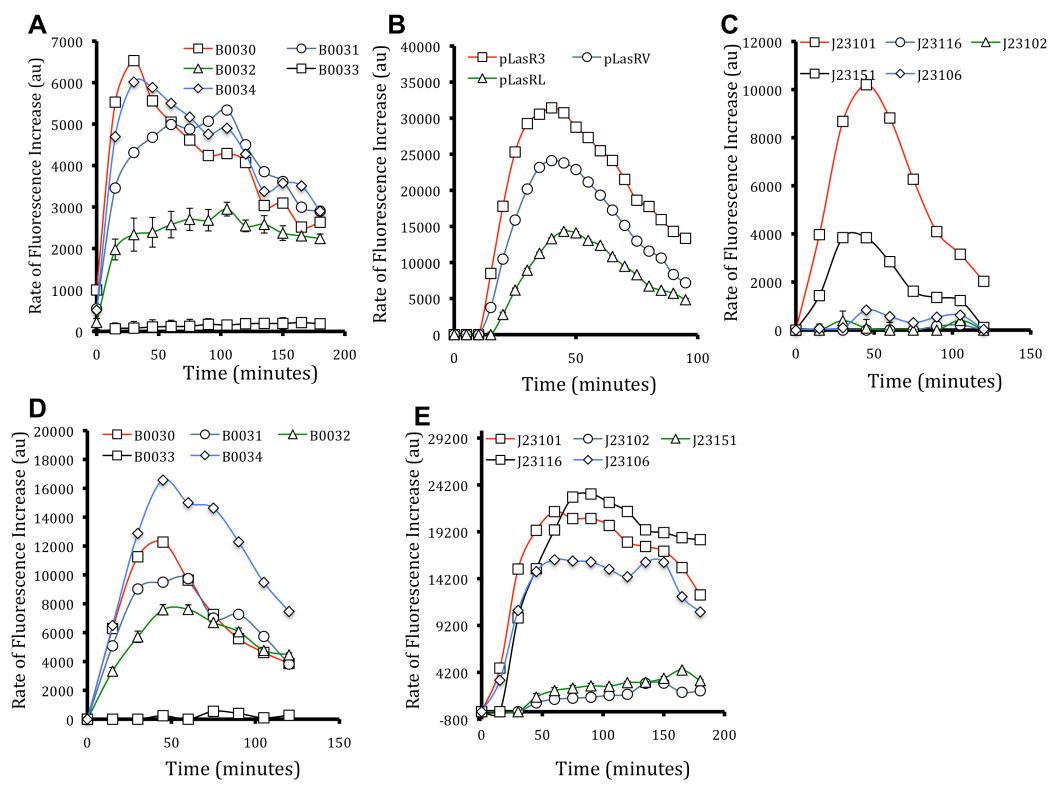 A
B0030 B0031
B0032 B0033
B0034
7000
6000
5000
4000
3000
2000
1000
0
0 50 100 150 200
Rate of Fluorescence Increase (au)
Time (minutes)
B
pLasR3 pLasRV
pLasRL
40000
35000
30000
25000
20000
15000
10000
5000
0
0 50 100
Rate of Fluorescence Increase (au)
Time (minutes)
C
J23101 J23116 J23102
J23151 J23106
12000
10000
8000
6000
4000
2000
0
0 50 100 150
Rate of Fluorescence Increase (au)
Time (minutes)
D
B0030 B0031 B0032
B0033 B0034
20000
18000
16000
14000
12000
10000
8000
6000
4000
2000
0
0 50 100 150
Rate of Fluorescence Increase (au)
Time (minutes)
E
J23101 J23102 J23151
J23116 J23106
29200
24200
19200
14200
9200
4200
-800
0 50 100 150 200
Rate of Fluorescence Increase (au)
Time (minutes)